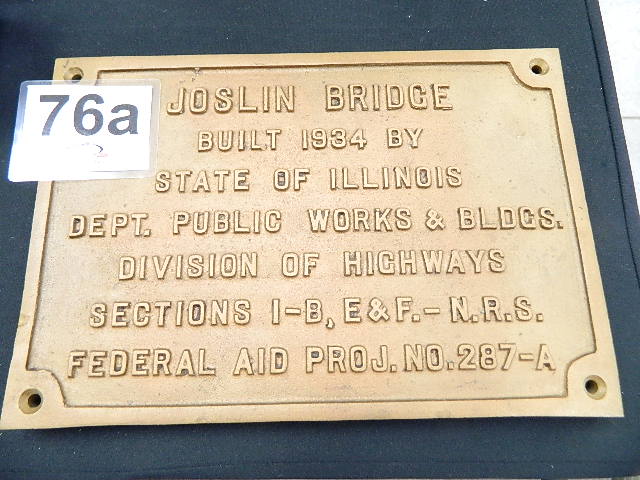 76a
JOSLIN BRIDGE
BUILT 1934 BY
STATE OF ILLINOIS
DEPT. PUBLIC WORKS & BLDGS.
DIVISION OF HIGHWAYS
SECTIONS I-B, E & F. - N.R.S.
FEDERAL AID PROJ. NO. 287-A